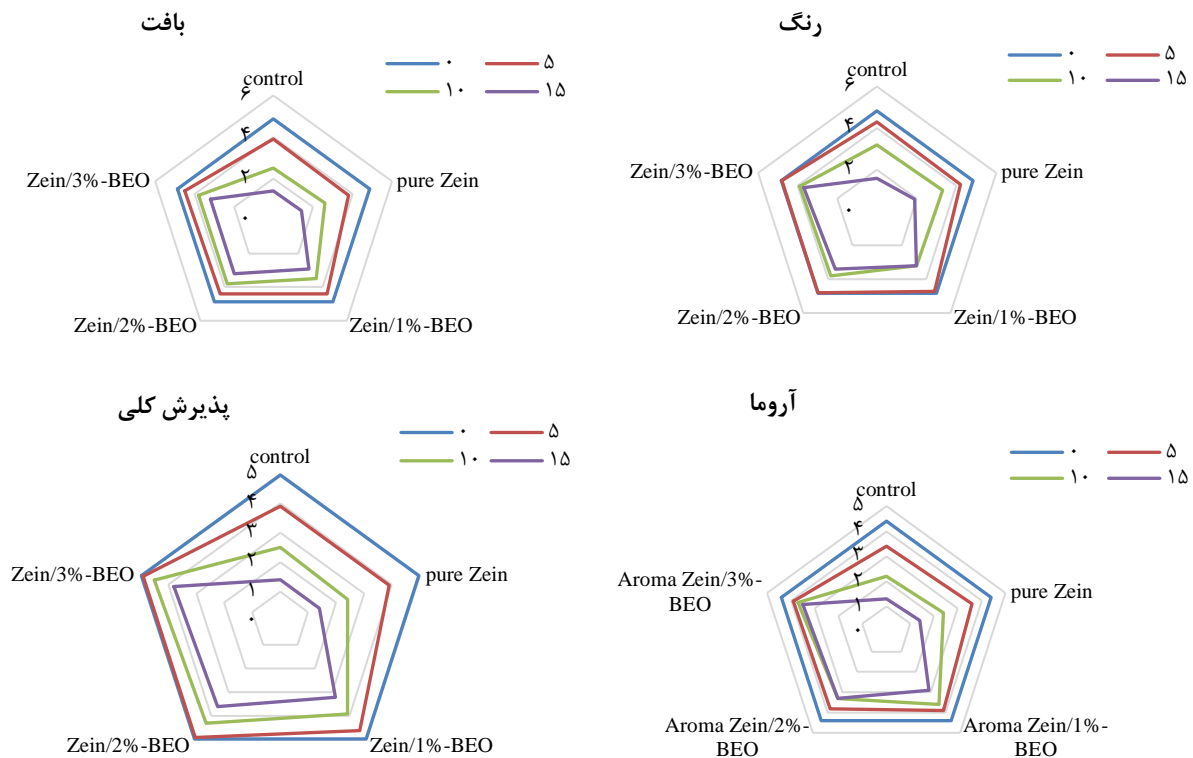 بافت
۰ ۵
۱۰ ۱۵
control
pure Zein
Zein/1%-BEO
Zein/2%-BEO
Zein/3%-BEO
۶
۴
۲
۰
رنگ
۰ ۵
۱۰ ۱۵
control
pure Zein
Zein/1%-BEO
Zein/2%-BEO
Zein/3%-BEO
۶
۴
۲
۰
پذیرش کلی
۰ ۵
۱۰ ۱۵
control
pure Zein
Zein/1%-BEO
Zein/2%-BEO
Zein/3%-BEO
۵
۴
۳
۲
۱
۰
آروما
۰ ۵
۱۰ ۱۵
control
pure Zein
Aroma Zein/1%-
BEO
Aroma Zein/2%-
BEO
Aroma Zein/3%-
BEO
۵
۴
۳
۲
۱
۰